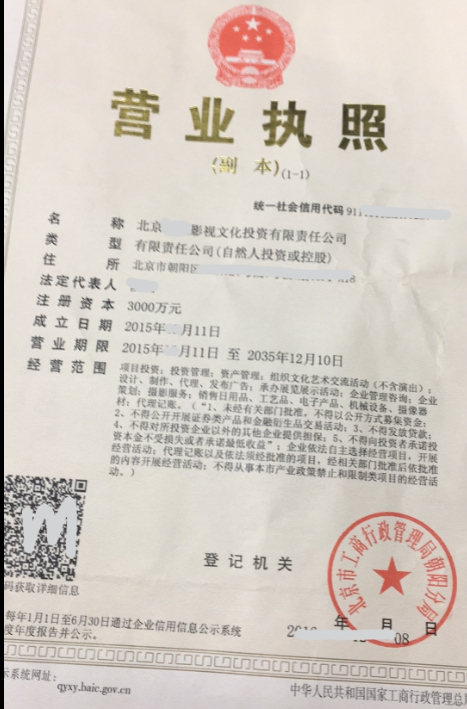 营业执照
(副 本)(1-1)
统一社会信用代码 911
名 称 北京 影视文化投资有限责任公司
类 型 有限责任公司(自然人投资或控股)
住 所 北京市朝阳区
法定代表人
注册资本 3000万元
成立日期 2015年 月11日
营业期限 2015年 月11日 至 2035年12月10日
经营范围 项目投资；投资管理；资产管理；组织文化艺术交流活动（不含演出）；
设计、制作、代理、发布广告；承办展览展示活动；企业管理咨询；企业
策划；摄影服务；销售日用品、工艺品、电子产品、机械设备、摄像器
材；代理记账。（“1、未经有关部门批准，不得以公开方式募集资金；
2、不得公开开展证券类产品和金融衍生品交易活动；3、不得发放贷款；
4、不得对所投资企业以外的其他企业提供担保；5、不得向投资者承诺投
资本金不受损失或者承诺最低收益”；企业依法自主选择经营项目，开展
经营活动；代理记账以及依法须经批准的项目，经相关部门批准后依批准
的内容开展经营活动；不得从事本市产业政策禁止和限制类项目的经营活
动。）
登记机关
北京市工商行政管理局朝阳分局
码获取详细信息
年 月 日
08
每年1月1日至6月30日通过企业信用信息公示系统
度年度报告并公示。
示系统网址：
qyxy.baic.gov.cn
中华人民共和国国家工商行政管理总局